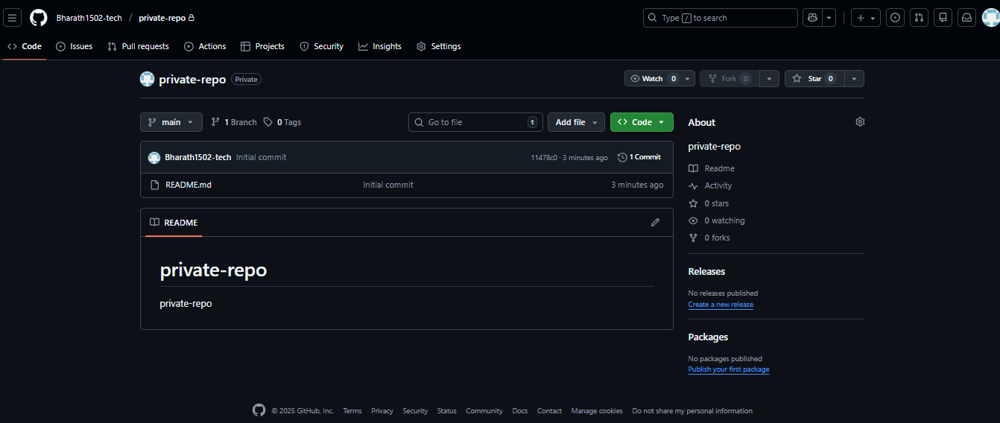 Bharath1502-tech / private-repo
Type / to search
Code Issues Pull requests Actions Projects Security Insights Settings
private-repo Private
Watch 0 Fork 0 Star 0
main 1 Branch 0 Tags Go to file t Add file Code
Bharath1502-tech Initial commit 11478c0 · 3 minutes ago 1 Commit
README.md Initial commit 3 minutes ago
README
private-repo
private-repo
About
private-repo
Readme
Activity
0 stars
0 watching
0 forks
Releases
No releases published
Create a new release
Packages
No packages published
Publish your first package
© 2025 GitHub, Inc. Terms Privacy Security Status Community Docs Contact Manage cookies Do not share my personal information